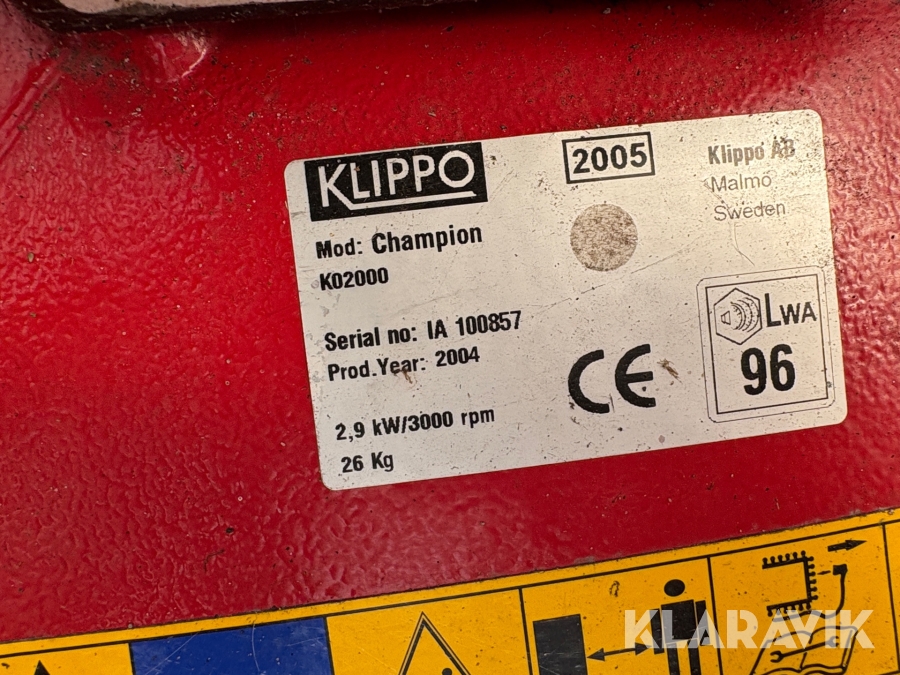 KLIPPO
2005
Klippo AB
Malmö
Sweden
Mod: Champion
K02000
Serial no: IA 100857
Prod.Year: 2004
2,9 kW/3000 rpm
26 Kg
CE
LWA
96
KLARAVIK